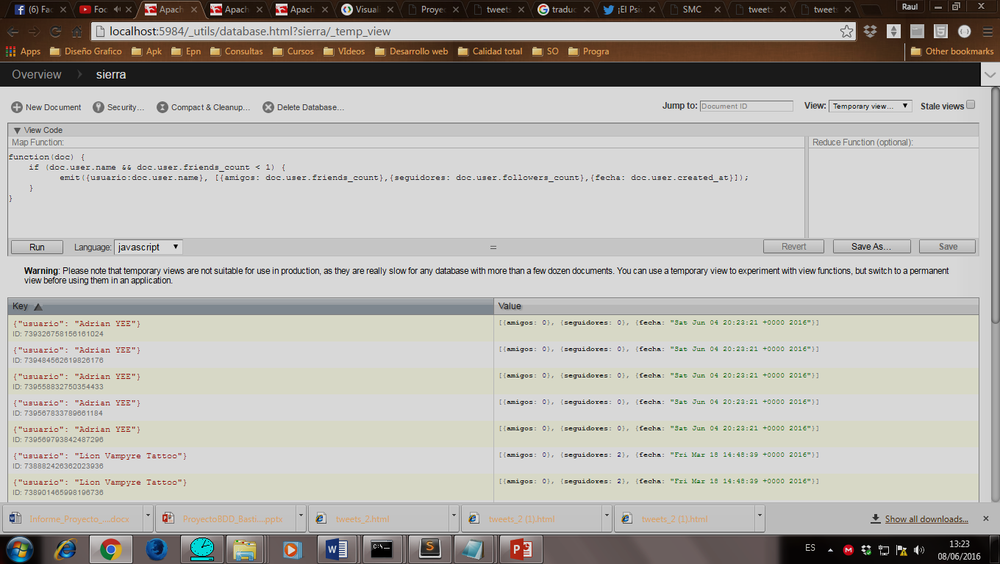 (6) Fac
Foc
Apach
Apach
Apach
Visuali
Proye
tweets
traduc
¡El Psic
SMC
tweets
tweet
Raul
localhost:5984/_utils/database.html?sierra/_temp_view
Apps
Diseño Grafico
Apk
Epn
Consultas
Cursos
VIdeos
Desarrollo web
Calidad total
SO
Progra
Other bookmarks
Overview
sierra
New Document
Security…
Compact & Cleanup…
Delete Database…
Jump to:
Document ID
View:
Temporary view…
Stale views
View Code
Map Function:
Reduce Function (optional):
function(doc) {
if (doc.user.name && doc.user.friends_count < 1) {
emit({usuario:doc.user.name}, [{amigos: doc.user.friends_count},{seguidores: doc.user.followers_count},{fecha: doc.user.created_at}]);
}
}
Run
Language:
javascript
=
Revert
Save As…
Save
Warning: Please note that temporary views are not suitable for use in production, as they are really slow for any database with more than a few dozen documents. You can use a temporary view to experiment with view functions, but switch to a permanent
view before using them in an application.
Key
Value
{"usuario": "Adrian YEE"}
ID: 739326758156161024
[{amigos: 0}, {seguidores: 0}, {fecha: "Sat Jun 04 20:23:21 +0000 2016"}]
{"usuario": "Adrian YEE"}
ID: 739484562619826176
[{amigos: 0}, {seguidores: 0}, {fecha: "Sat Jun 04 20:23:21 +0000 2016"}]
{"usuario": "Adrian YEE"}
ID: 739558832750354433
[{amigos: 0}, {seguidores: 0}, {fecha: "Sat Jun 04 20:23:21 +0000 2016"}]
{"usuario": "Adrian YEE"}
ID: 739567833789661184
[{amigos: 0}, {seguidores: 0}, {fecha: "Sat Jun 04 20:23:21 +0000 2016"}]
{"usuario": "Adrian YEE"}
ID: 739569793842487296
[{amigos: 0}, {seguidores: 0}, {fecha: "Sat Jun 04 20:23:21 +0000 2016"}]
{"usuario": "Lion Vampyre Tattoo"}
ID: 738882426362023936
[{amigos: 0}, {seguidores: 2}, {fecha: "Fri Mar 18 14:48:39 +0000 2016"}]
{"usuario": "Lion Vampyre Tattoo"}
ID: 738901465998196736
[{amigos: 0}, {seguidores: 2}, {fecha: "Fri Mar 18 14:48:39 +0000 2016"}]
Informe_Proyecto_....docx
ProyectoBDD_Basti....pptx
tweets_2.html
tweets_2 (1).html
tweets_2 (1).html
Show all downloads...
ES
13:23
08/06/2016